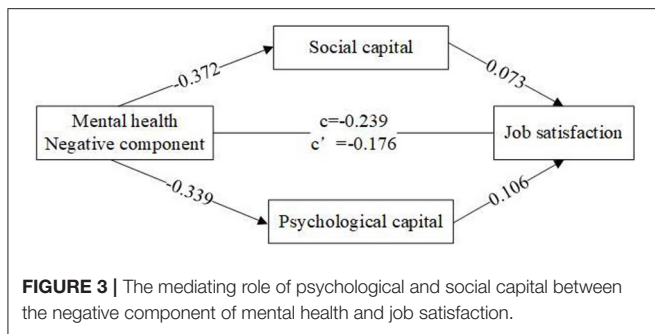 Social capital
-0.372
0.073
Mental health
Negative component
c=-0.239
c’ =-0.176
Job satisfaction
-0.339
0.106
Psychological capital
FIGURE 3 | The mediating role of psychological and social capital between
the negative component of mental health and job satisfaction.